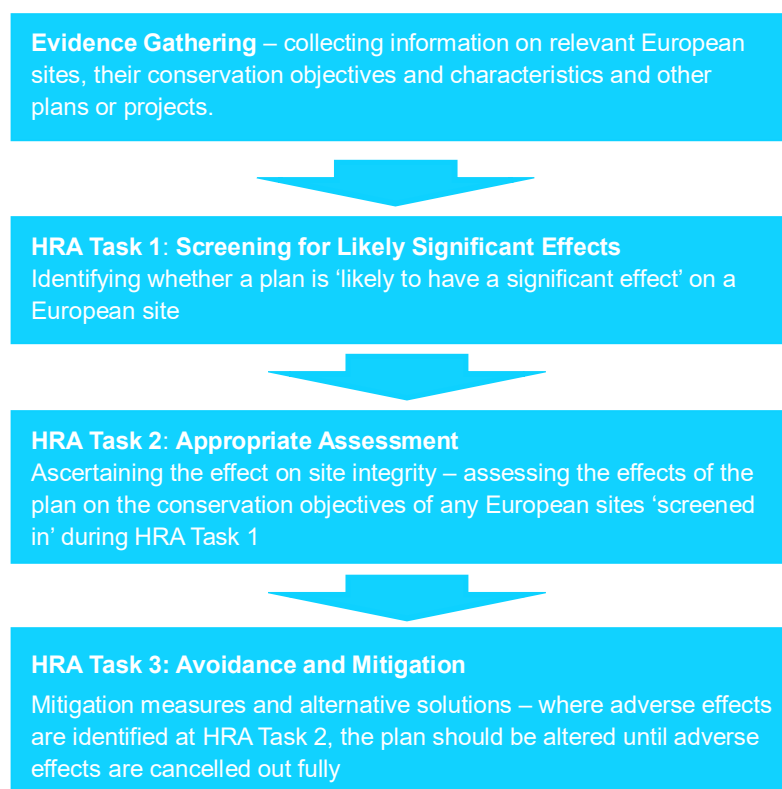 Evidence Gathering – collecting information on relevant European
sites, their conservation objectives and characteristics and other
plans or projects.
HRA Task 1: Screening for Likely Significant Effects
Identifying whether a plan is ‘likely to have a significant effect’ on a
European site
HRA Task 2: Appropriate Assessment
Ascertaining the effect on site integrity – assessing the effects of the
plan on the conservation objectives of any European sites ‘screened
in’ during HRA Task 1
HRA Task 3: Avoidance and Mitigation
Mitigation measures and alternative solutions – where adverse effects
are identified at HRA Task 2, the plan should be altered until adverse
effects are cancelled out fully